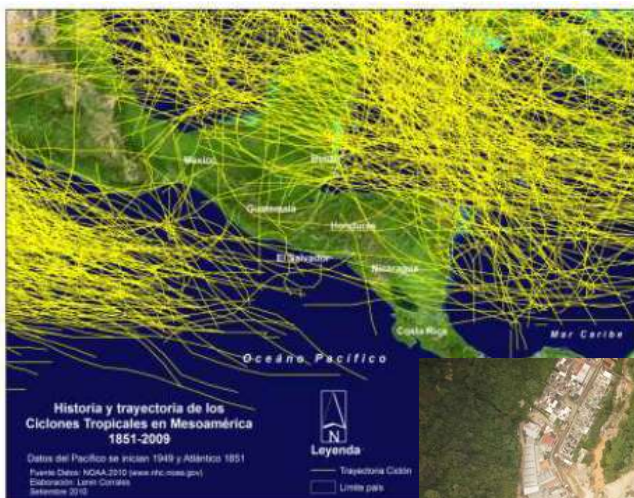 México
Belize
Guatemala
Honduras
El Salvador
Nicaragua
Costa Rica
Mar Caribe
Océano Pacífico
Historia y trayectoria de los
Ciclones Tropicales en Mesoamérica
1851-2009
Datos del Pacífico se inician 1949 y Atlántico 1851
Fuente Datos: NOAA.2010 (www.nhc.noaa.gov)
Elaboración: Lenin Corrales
Setiembre 2010
N
Leyenda
Trayectoria Ciclón
Límite país